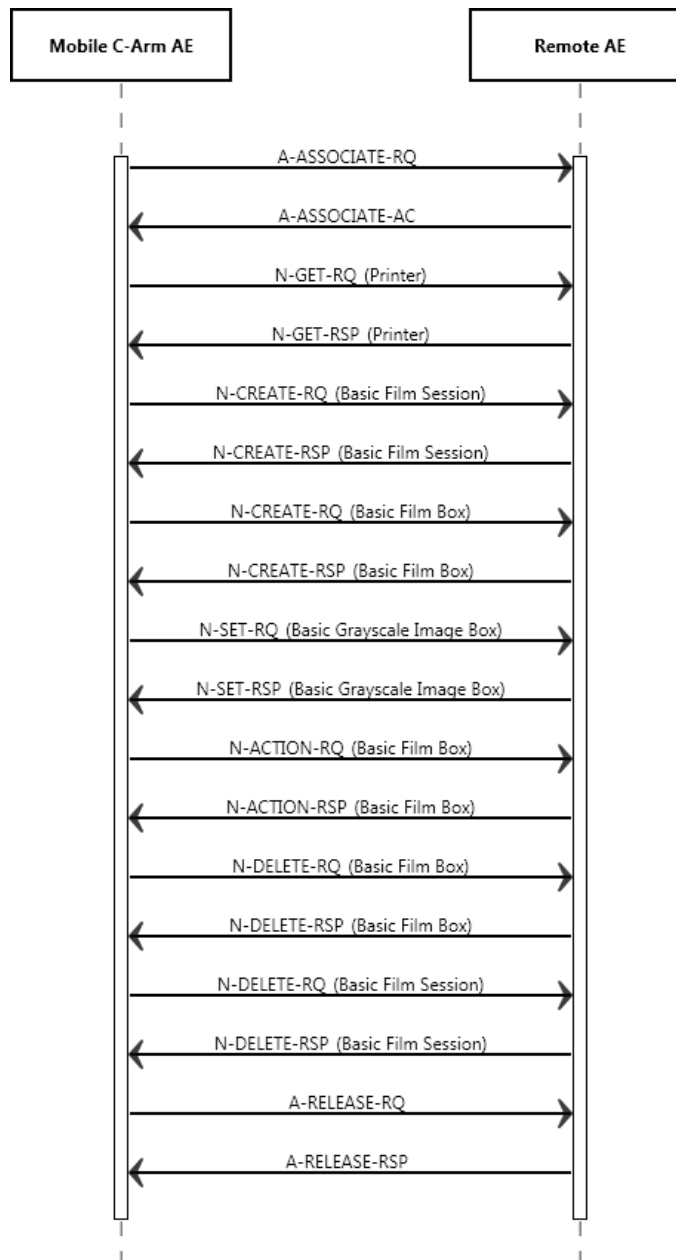 Mobile C-Arm AE
Remote AE
A-ASSOCIATE-RQ
A-ASSOCIATE-AC
N-GET-RQ (Printer)
N-GET-RSP (Printer)
N-CREATE-RQ (Basic Film Session)
N-CREATE-RSP (Basic Film Session)
N-CREATE-RQ (Basic Film Box)
N-CREATE-RSP (Basic Film Box)
N-SET-RQ (Basic Grayscale Image Box)
N-SET-RSP (Basic Grayscale Image Box)
N-ACTION-RQ (Basic Film Box)
N-ACTION-RSP (Basic Film Box)
N-DELETE-RQ (Basic Film Box)
N-DELETE-RSP (Basic Film Box)
N-DELETE-RQ (Basic Film Session)
N-DELETE-RSP (Basic Film Session)
A-RELEASE-RQ
A-RELEASE-RSP